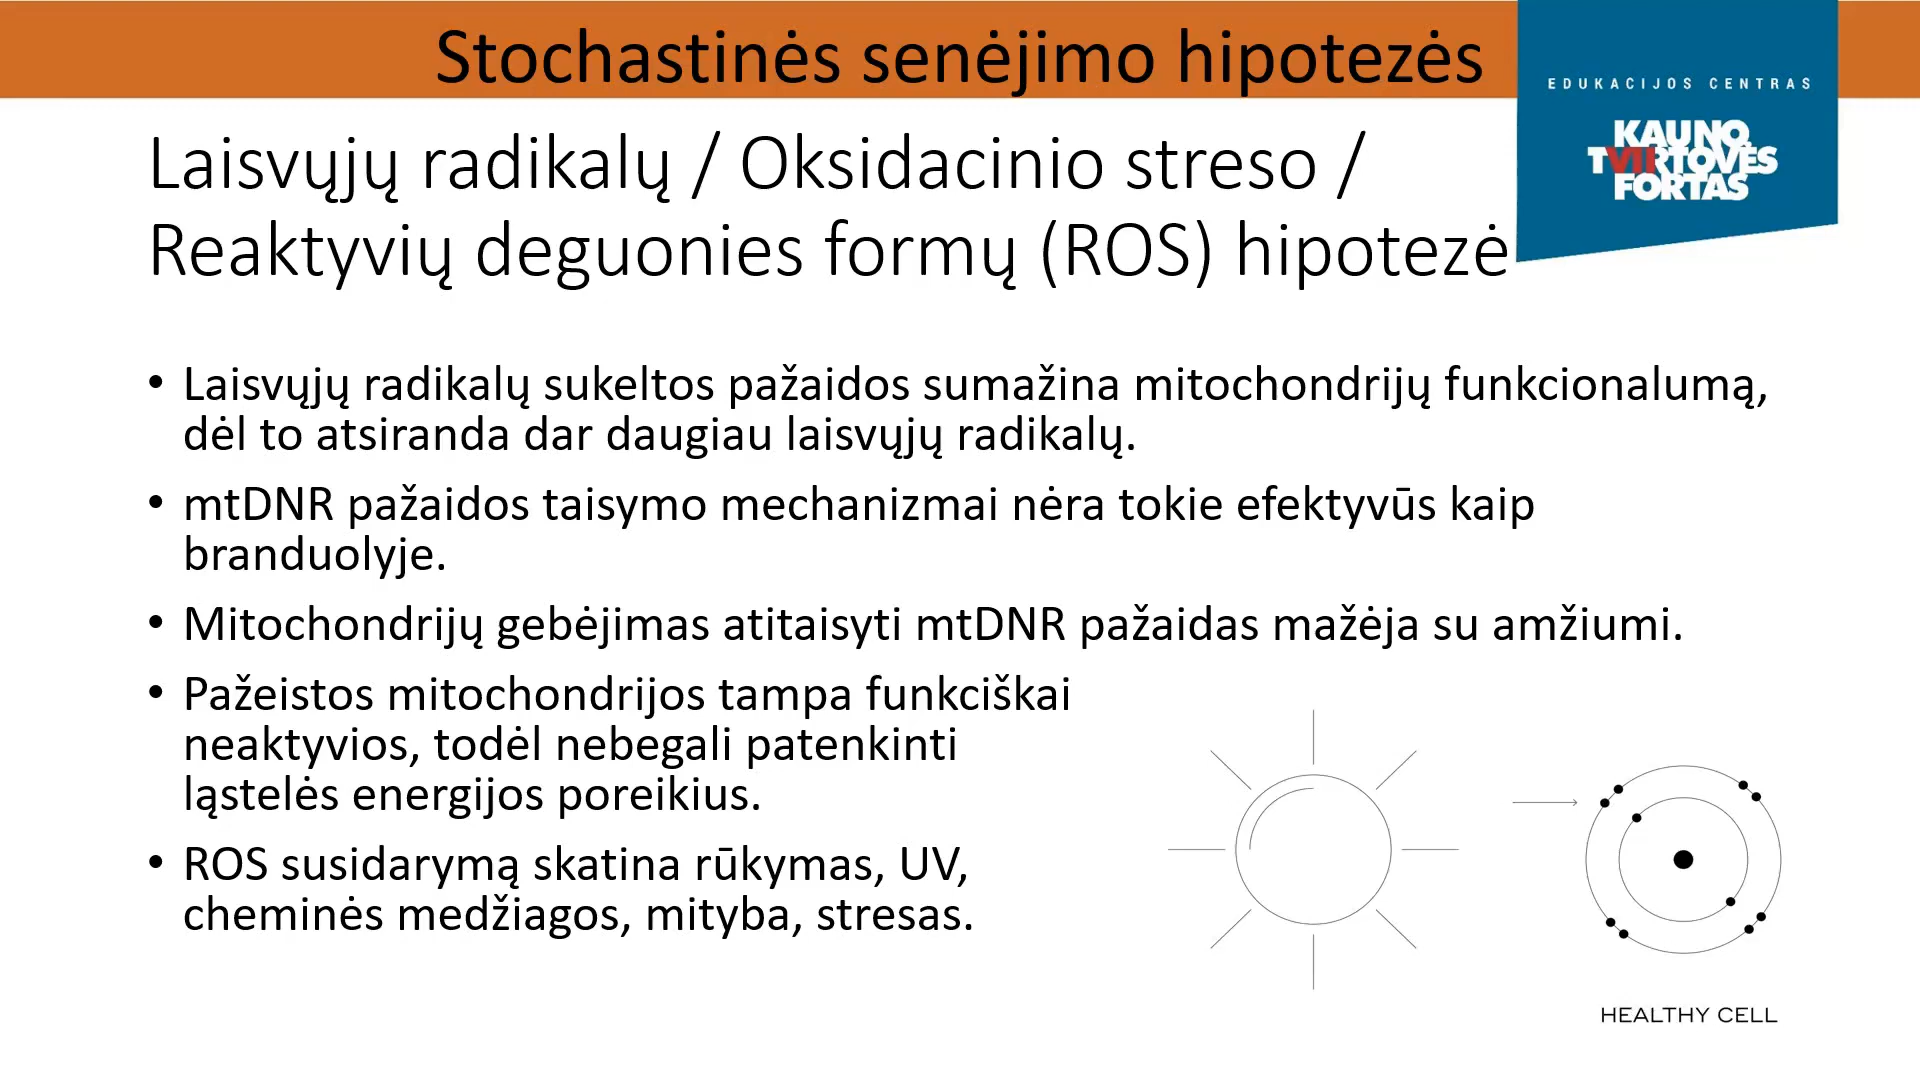 Stochastinės senėjimo hipotezės
EDUKACIJOS CENTRAS
KAUNO
TVIRTOVĖS
FORTAS
Laisvųjų radikalų / Oksidacinio streso /
Reaktyvių deguonies formų (ROS) hipotezė
• Laisvųjų radikalų sukeltos pažaidos sumažina mitochondrijų funkcionalumą,
dėl to atsiranda dar daugiau laisvųjų radikalų.
• mtDNR pažaidos taisymo mechanizmai nėra tokie efektyvūs kaip
branduolyje.
• Mitochondrijų gebėjimas atitaisyti mtDNR pažaidas mažėja su amžiumi.
• Pažeistos mitochondrijos tampa funkciškai
neaktyvios, todėl nebegali patenkinti
ląstelės energijos poreikius.
• ROS susidarymą skatina rūkymas, UV,
cheminės medžiagos, mityba, stresas.
HEALTHY CELL